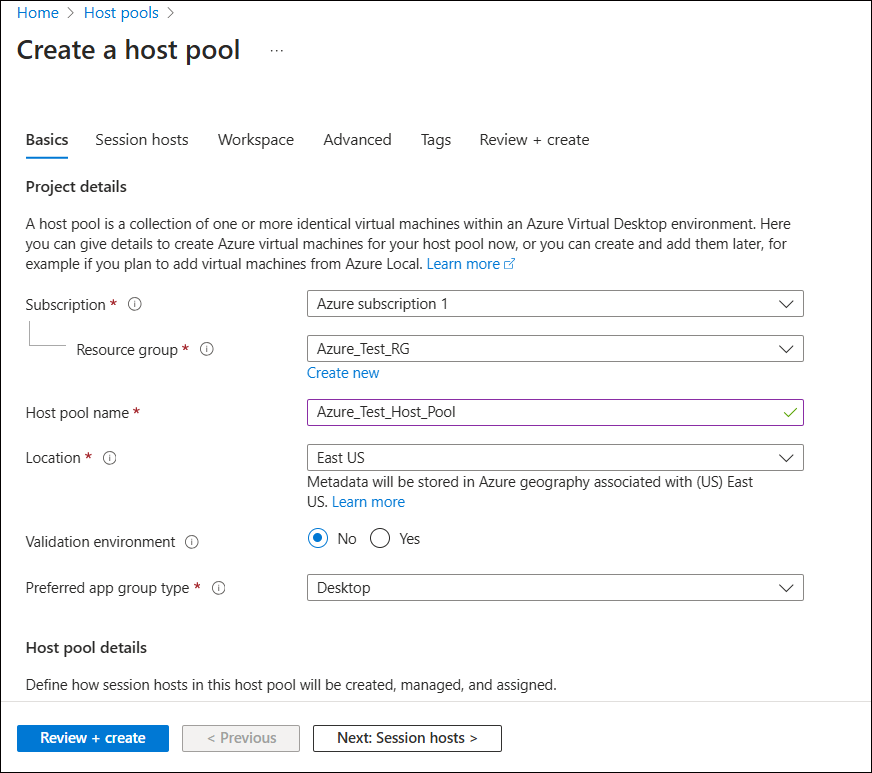 Home > Host pools >
Create a host pool ...
Basics Session hosts Workspace Advanced Tags Review + create
Project details
A host pool is a collection of one or more identical virtual machines within an Azure Virtual Desktop environment. Here
you can give details to create Azure virtual machines for your host pool now, or you can create and add them later, for
example if you plan to add virtual machines from Azure Local. Learn more
Subscription * Azure subscription 1
Resource group * Azure_Test_RG
Create new
Host pool name * Azure_Test_Host_Pool
Location * East US
Metadata will be stored in Azure geography associated with (US) East
US. Learn more
Validation environment No Yes
Preferred app group type * Desktop
Host pool details
Define how session hosts in this host pool will be created, managed, and assigned.
Review + create < Previous Next: Session hosts >